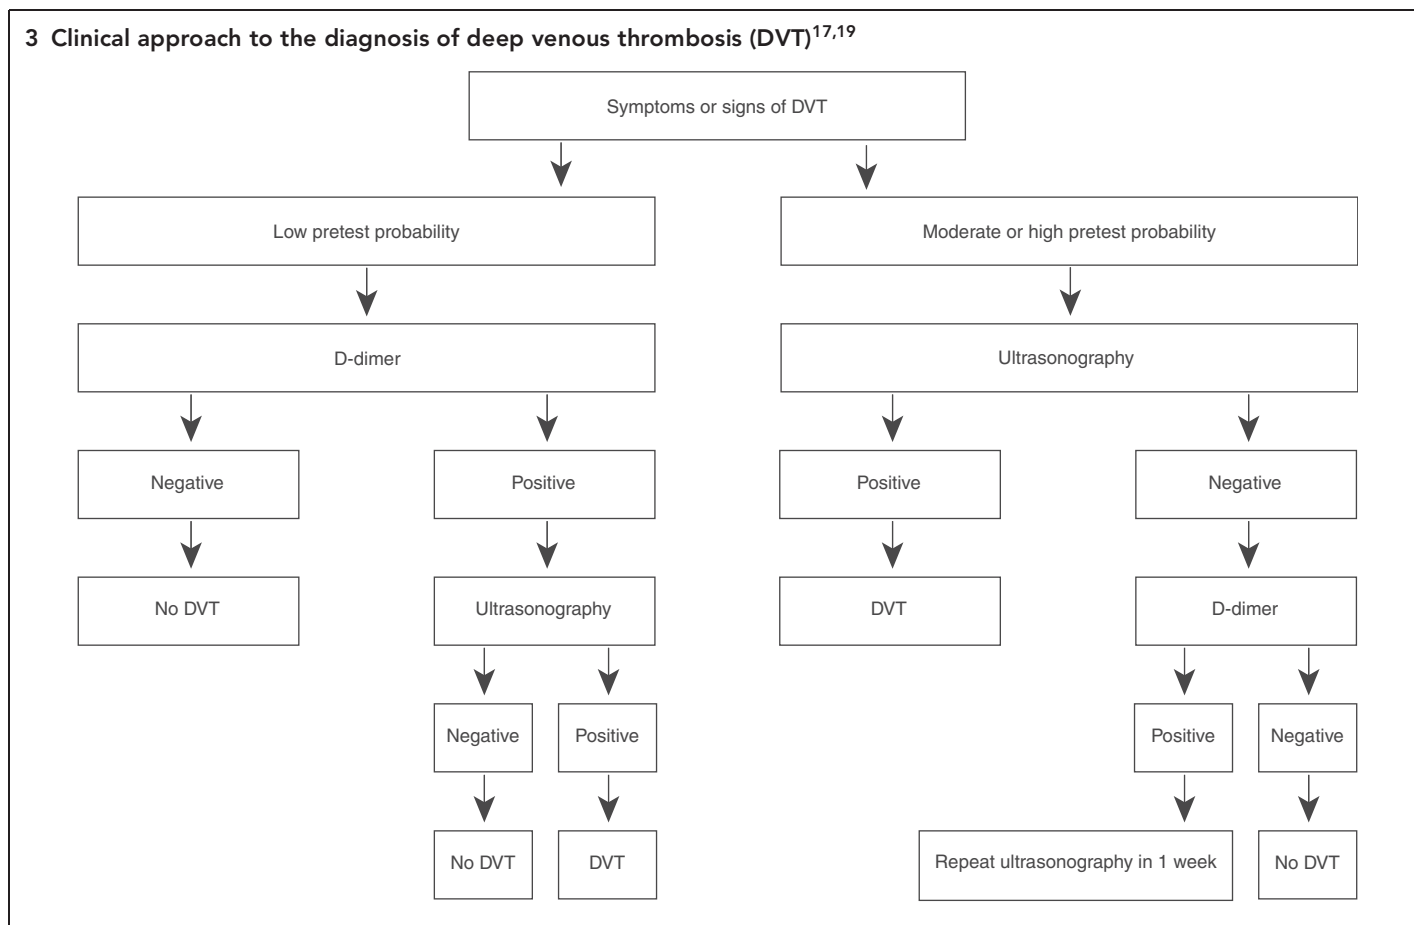 3 Clinical approach to the diagnosis of deep venous thrombosis (DVT)17,19
Symptoms or signs of DVT
Low pretest probability
Moderate or high pretest probability
D-dimer
Ultrasonography
Negative
Positive
Positive
Negative
No DVT
Ultrasonography
DVT
D-dimer
Negative
Positive
Positive
Negative
No DVT
DVT
Repeat ultrasonography in 1 week
No DVT